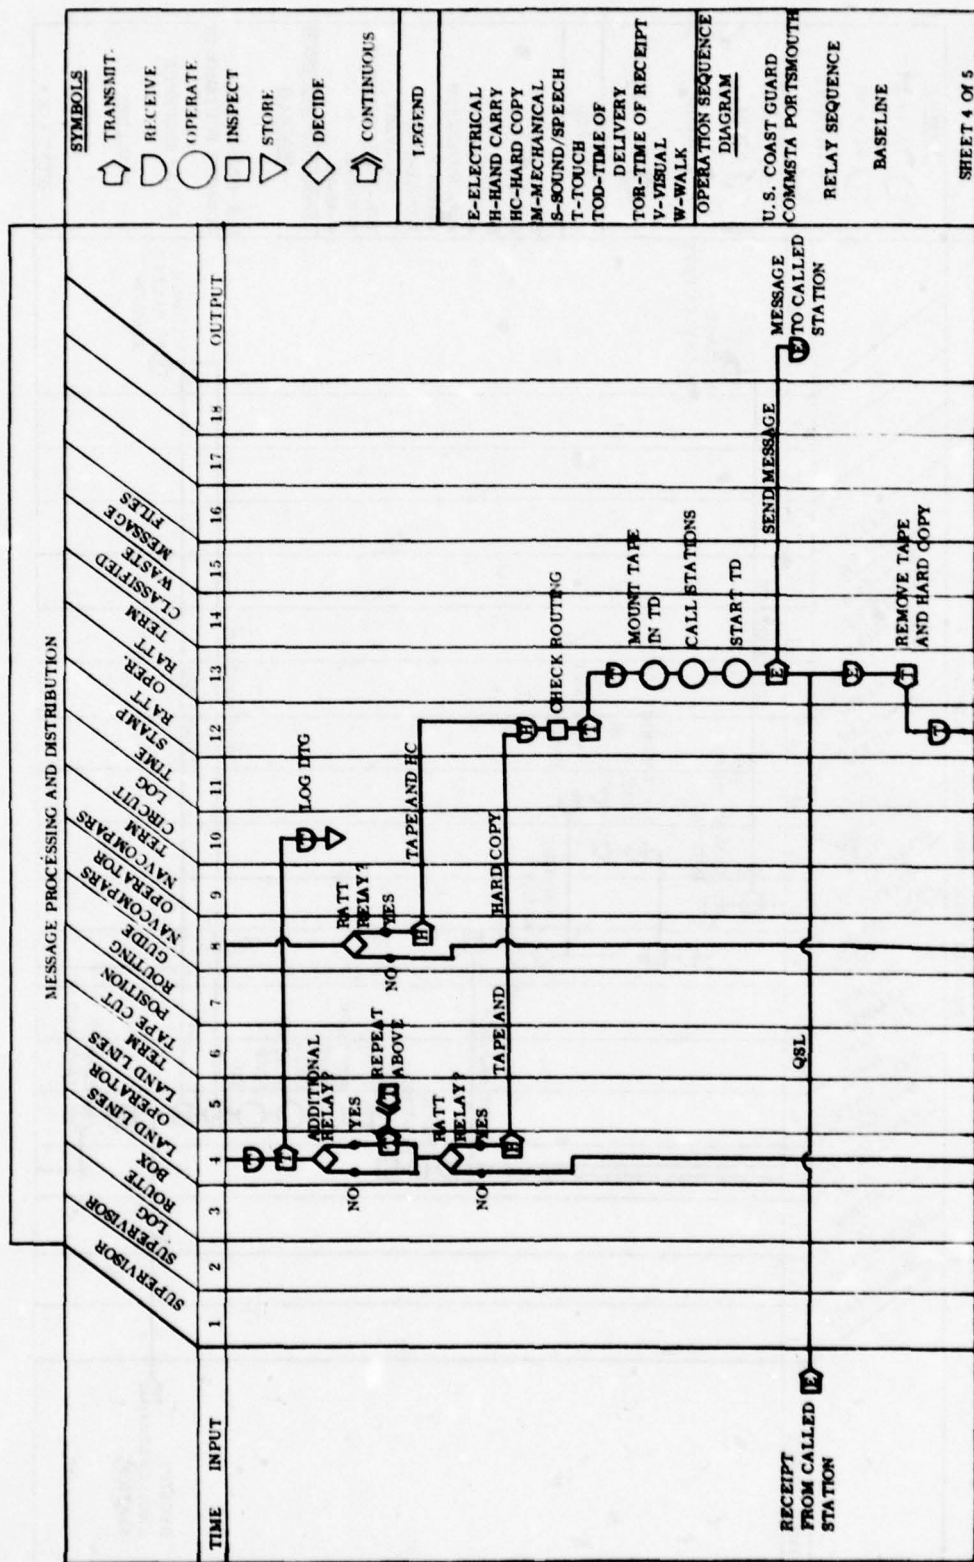 MESSAGE PROCESSING AND DISTRIBUTION
SUPERVISOR
SUPERVISOR
LOG
ROUTE
BOX
LAND LINES
OPERATOR
LAND LINES
TERM
TAPE CUT
POSITION
ROUTING
GUIDE
NAVCOMPARS
OPERATOR
NAVCOMPARS
TERM
CIRCUIT
LOG
TIME
STAMP
RATT
OPER.
RATT
TERM
CLASSIFIED
WASTE
MESSAGE
FILES
TIME INPUT 1 2 3 4 5 6 7 8 9 10 11 12 13 14 15 16 17 18 OUTPUT
T
T
T
LOG DTG
ADDITIONAL
RELAY?
NO
YES
T
T
REPEAT
ABOVE
RATT
RELAY?
NO
YES
H
TAPE AND HC
RATT
RELAY?
NO
YES
H
TAPE AND HARD COPY
H
CHECK ROUTING
T
T
MOUNT TAPE
IN TD
CALL STATIONS
START TD
E
SEND MESSAGE
E
MESSAGE
TO CALLED
STATION
RECEIPT
FROM CALLED
STATION
E
QSL
E
T
REMOVE TAPE
AND HARD COPY
T
SYMBOLS
TRANSMIT
RECEIVE
OPERATE
INSPECT
STORE
DECIDE
CONTINUOUS
LEGEND
E-ELECTRICAL
H-HAND CARRY
HC-HARD COPY
M-MECHANICAL
S-SOUND/SPEECH
T-TOUCH
TOD-TIME OF
DELIVERY
TOR-TIME OF RECEIPT
V-VISUAL
W-WALK
OPERATION SEQUENCE
DIAGRAM
U.S. COAST GUARD
COMMSTA PORTSMOUTH
RELAY SEQUENCE
BASELINE
SHEET 4 OF 5